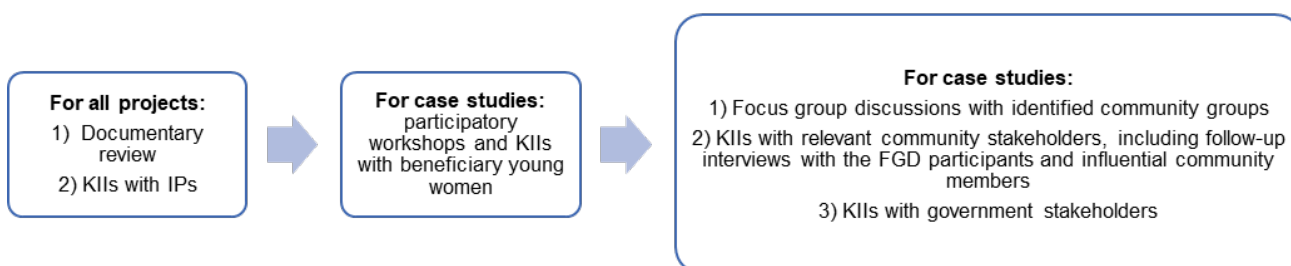 For all projects:
1) Documentary
review
2) KIIs with IPs
For case studies:
participatory
workshops and KIIs
with beneficiary young
women
For case studies:
1) Focus group discussions with identified community groups
2) KIIs with relevant community stakeholders, including follow-up
interviews with the FGD participants and influential community
members
3) KIIs with government stakeholders